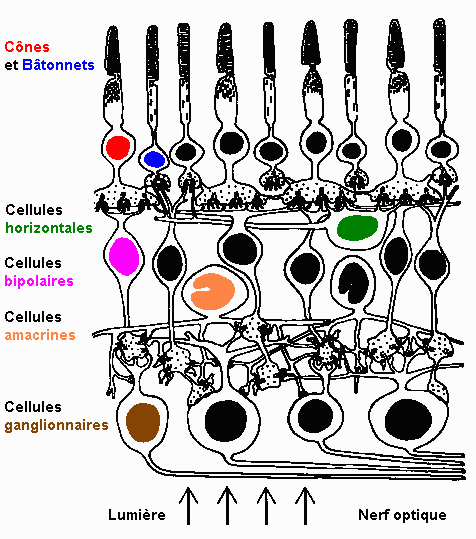 Cônes
et Bâtonnets
Cellules
horizontales
Cellules
bipolaires
Cellules
amacrines
Cellules
ganglionnaires
Lumière
Nerf optique